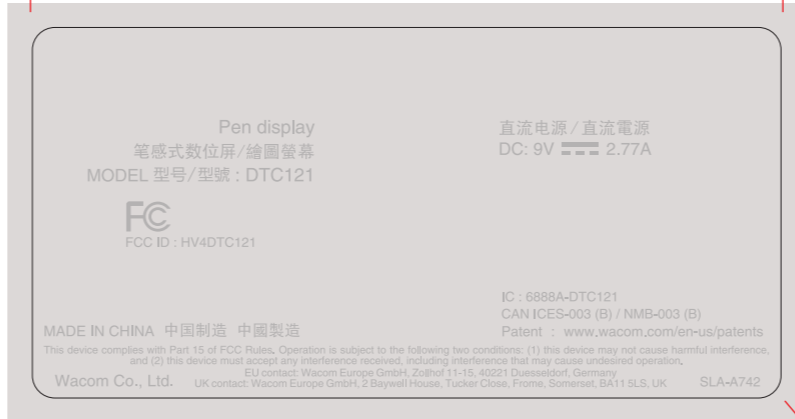 Pen display
笔感式数位屏/繪圖螢幕
MODEL 型号/型號 : DTC121
直流电源/直流電源
DC: 9V 2.77A
FC
FCC ID : HV4DTC121
IC : 6888A-DTC121
CAN ICES-003 (B) / NMB-003 (B)
MADE IN CHINA 中国制造 中國製造
Patent : www.wacom.com/en-us/patents
This device complies with Part 15 of FCC Rules. Operation is subject to the following two conditions: (1) this device may not cause harmful interference,
and (2) this device must accept any interference received, including interference that may cause undesired operation.
EU contact: Wacom Europe GmbH, Zollhof 11-15, 40221 Duesseldorf, Germany
Wacom Co., Ltd. UK contact: Wacom Europe GmbH, 2 Baywell House, Tucker Close, Frome, Somerset, BA11 5LS, UK SLA-A742